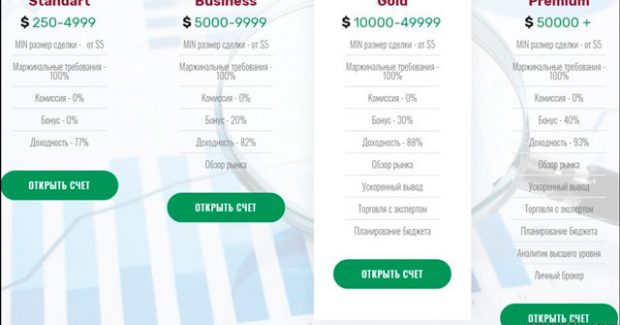 Standart
$ 250-4999
MIN размер сделки - от $5
Маржинальные требования -
100%
Комиссия - 0%
Бонус - 0%
Доходность - 77%
ОТКРЫТЬ СЧЕТ
Business
$ 5000-9999
MIN размер сделки - от $5
Маржинальные требования -
100%
Комиссия - 0%
Бонус - 20%
Доходность - 82%
Обзор рынка
ОТКРЫТЬ СЧЕТ
Gold
$ 10000-49999
MIN размер сделки - от $5
Маржинальные требования -
100%
Комиссия - 0%
Бонус - 30%
Доходность - 88%
Обзор рынка
Ускоренный вывод
Торговля с экспертом
Планирование бюджета
ОТКРЫТЬ СЧЕТ
Premium
$ 50000 +
MIN размер сделки - от $5
Маржинальные требования -
100%
Комиссия - 0%
Бонус - 40%
Доходность - 93%
Обзор рынка
Ускоренный вывод
Торговля с экспертом
Планирование бюджета
Аналитик высшего уровня
Личный брокер
ОТКРЫТЬ СЧЕТ